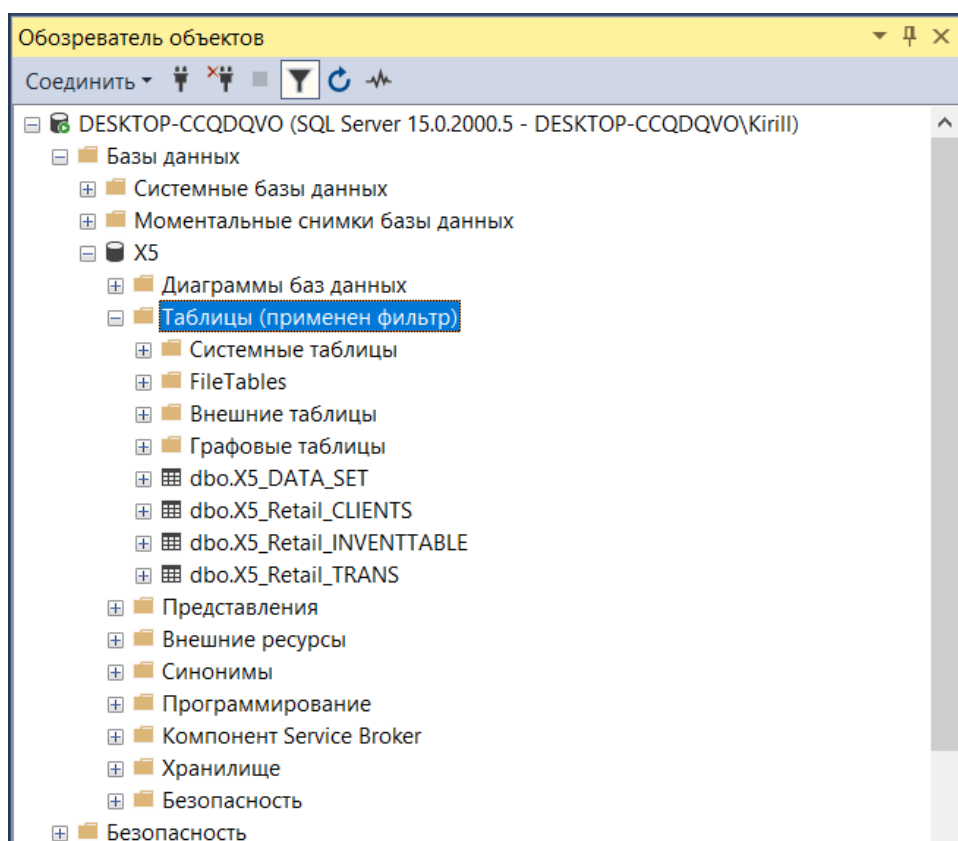 Обозреватель объектов
Соединить
DESKTOP-CCQDQVO (SQL Server 15.0.2000.5 - DESKTOP-CCQDQVO\Kirill)
Базы данных
Системные базы данных
Моментальные снимки базы данных
X5
Диаграммы баз данных
Таблицы (применен фильтр)
Системные таблицы
FileTables
Внешние таблицы
Графовые таблицы
dbo.X5_DATA_SET
dbo.X5_Retail_CLIENTS
dbo.X5_Retail_INVENTTABLE
dbo.X5_Retail_TRANS
Представления
Внешние ресурсы
Синонимы
Программирование
Компонент Service Broker
Хранилище
Безопасность
Безопасность